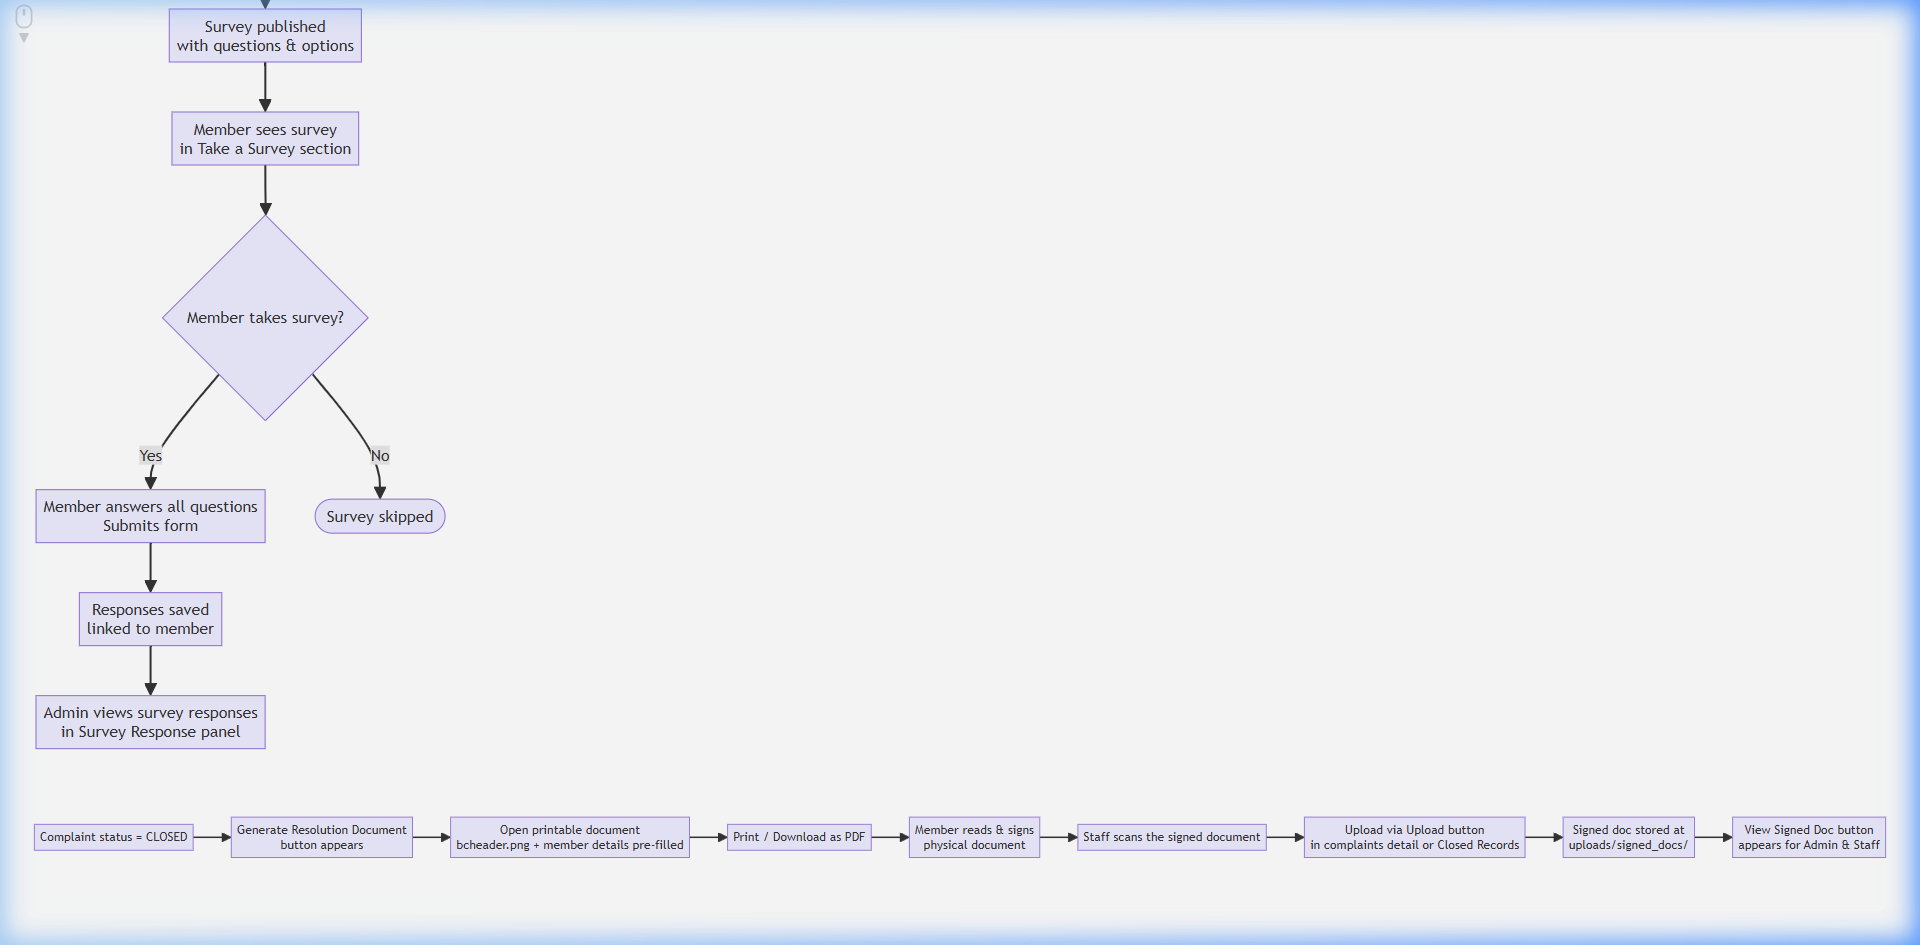 Survey published
with questions & options
Member sees survey
in Take a Survey section
Member takes survey?
Yes
No
Member answers all questions
Submits form
Survey skipped
Responses saved
linked to member
Admin views survey responses
in Survey Response panel
Complaint status = CLOSED
Generate Resolution Document
button appears
Open printable document
bcheader.png + member details pre-filled
Print / Download as PDF
Member reads & signs
physical document
Staff scans the signed document
Upload via Upload button
in complaints detail or Closed Records
Signed doc stored at
uploads/signed_docs/
View Signed Doc button
appears for Admin & Staff